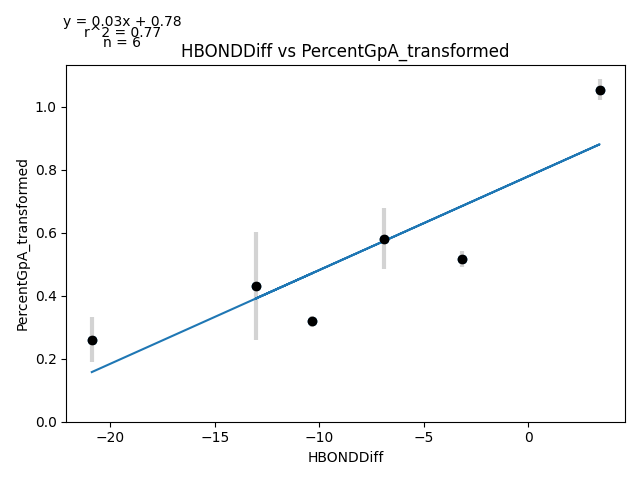 y = 0.03x + 0.78
r^2 = 0.77
n = 6
HBONDDiff vs PercentGpA_transformed
PercentGpA_transformed
1.0
0.8
0.6
0.4
0.2
0.0
−20
−15
−10
−5
0
HBONDDiff